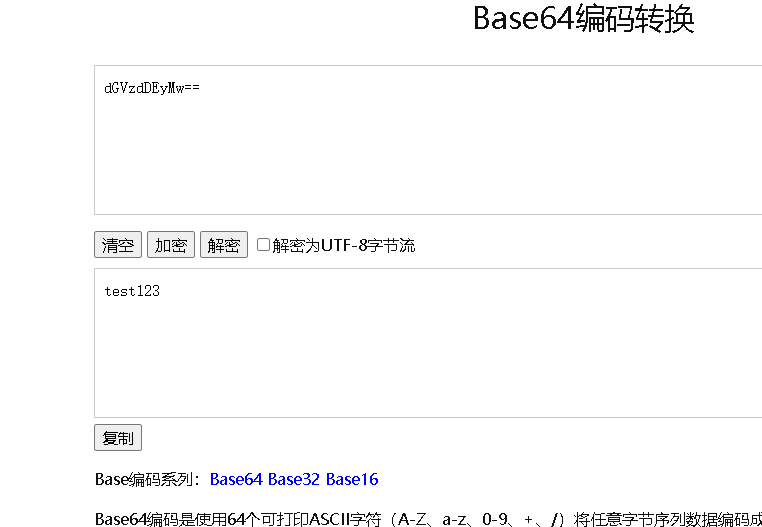 Base64编码转换
dGVzdDEyMw==
清空 加密 解密 解密为UTF-8字节流
test123
复制
Base编码系列：Base64 Base32 Base16
Base64编码是使用64个可打印ASCII字符（A-Z、a-z、0-9、+、/）将任意字节序列数据编码成